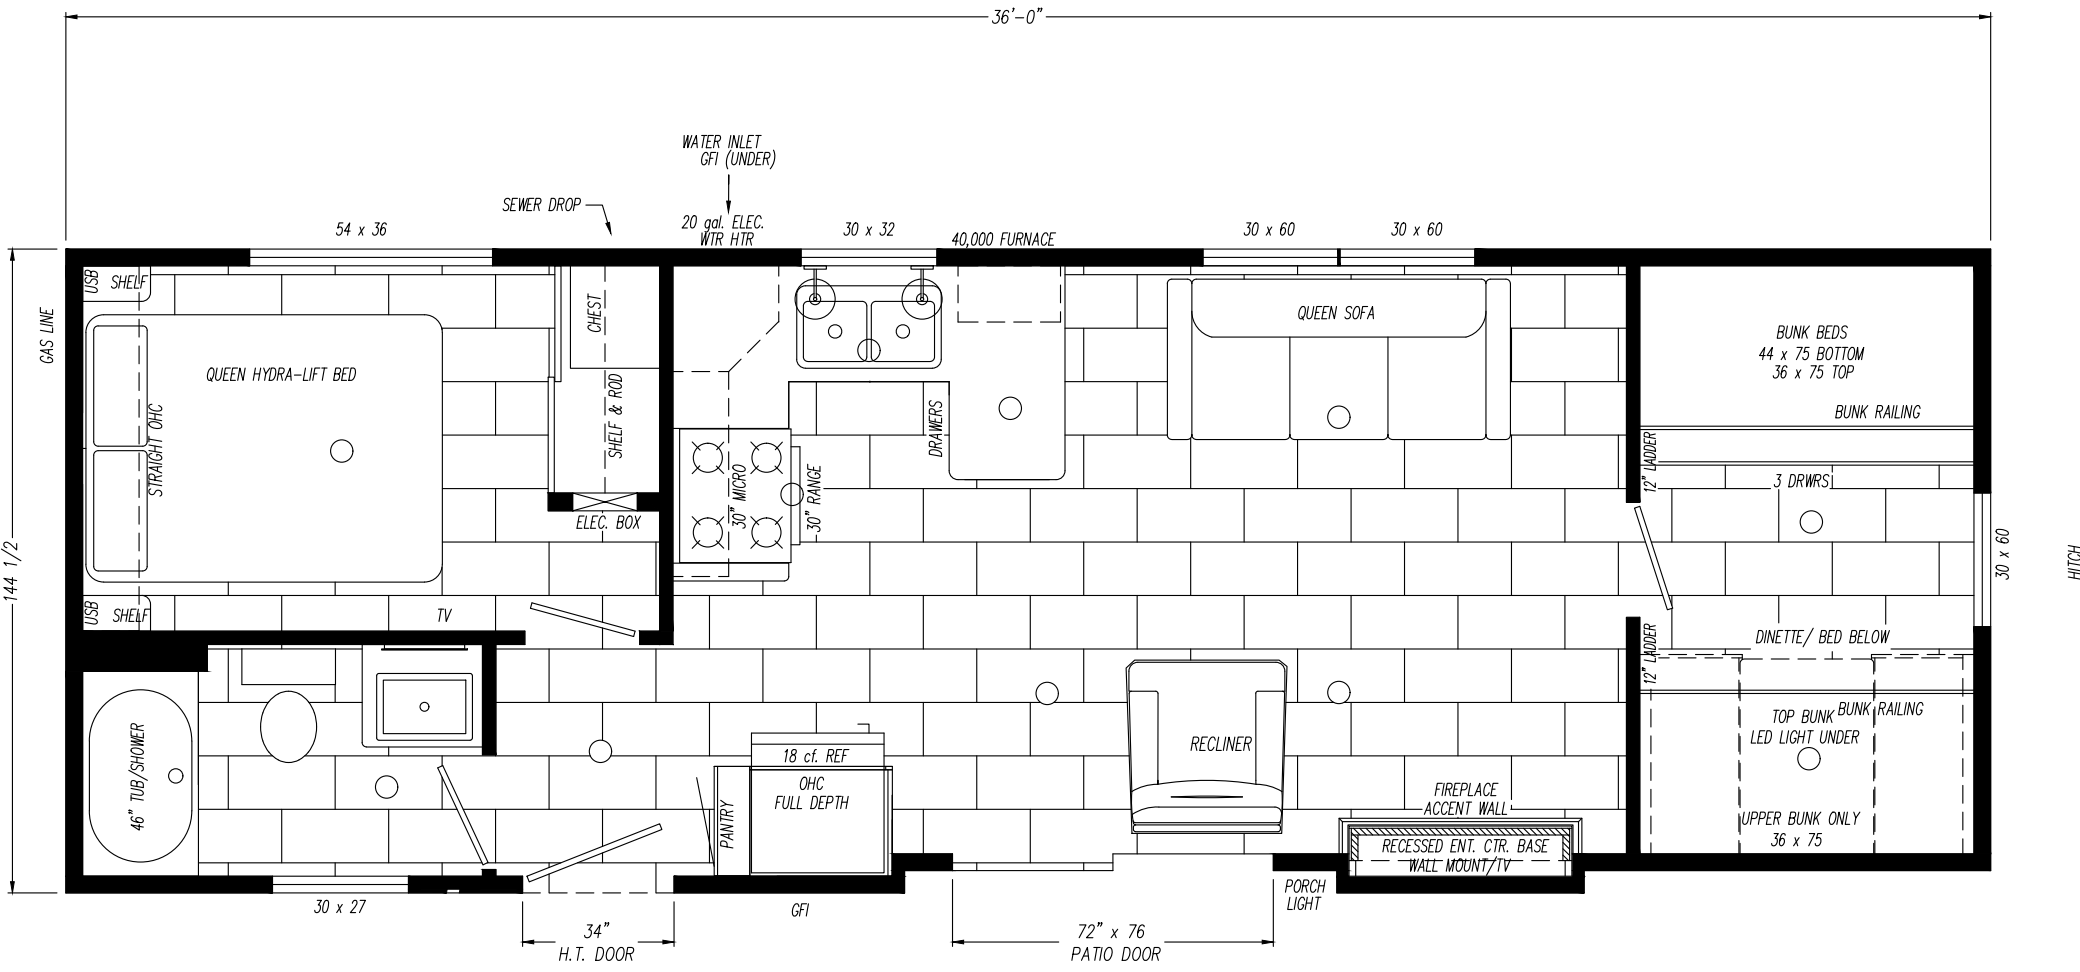 36'-0"
WATER INLET
GFI (UNDER)
SEWER DROP
54 x 36
20 gal. ELEC.
WTR HTR
30 x 32
40,000 FURNACE
30 x 60
30 x 60
GAS LINE
144 1/2
USB
SHELF
QUEEN HYDRA-LIFT BED
STRAIGHT OHC
CHEST
SHELF & ROD
ELEC. BOX
USB
SHELF
TV
DRAWERS
30" MICRO
30" RANGE
QUEEN SOFA
BUNK BEDS
44 x 75 BOTTOM
36 x 75 TOP
BUNK RAILING
12" LADDER
3 DRWRS
30 x 60
HITCH
12" LADDER
DINETTE/ BED BELOW
BUNK RAILING
TOP BUNK
LED LIGHT UNDER
UPPER BUNK ONLY
36 x 75
46" TUB/SHOWER
18 cf. REF
OHC
FULL DEPTH
PANTRY
RECLINER
FIREPLACE
ACCENT WALL
RECESSED ENT. CTR. BASE
WALL MOUNT/TV
30 x 27
GFI
PORCH
LIGHT
34"
H.T. DOOR
72" x 76
PATIO DOOR